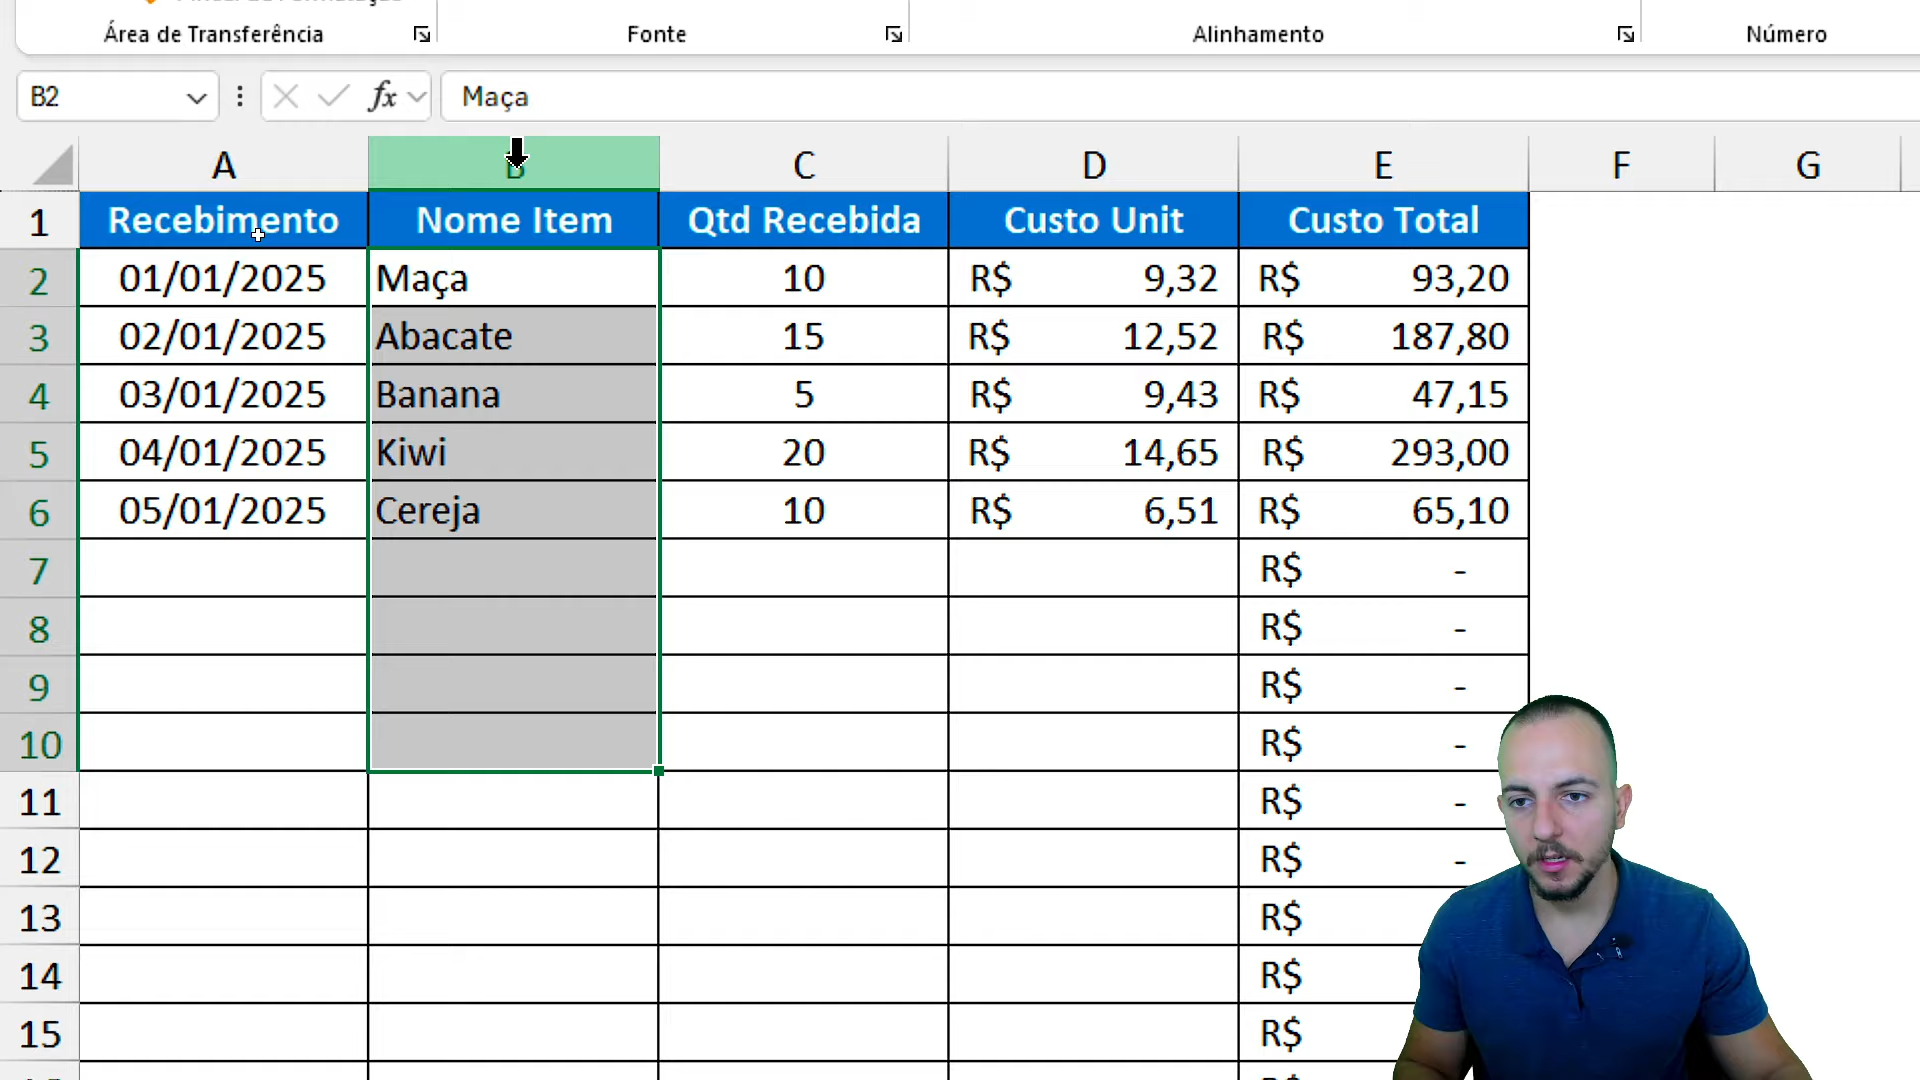 Área de Transferência Fonte Alinhamento Número
B2 fx Maça
A B C D E F G
1 Recebimento Nome Item Qtd Recebida Custo Unit Custo Total
2 01/01/2025 Maça 10 R$ 9,32 R$ 93,20
3 02/01/2025 Abacate 15 R$ 12,52 R$ 187,80
4 03/01/2025 Banana 5 R$ 9,43 R$ 47,15
5 04/01/2025 Kiwi 20 R$ 14,65 R$ 293,00
6 05/01/2025 Cereja 10 R$ 6,51 R$ 65,10
7 R$ -
8 R$ -
9 R$ -
10 R$ -
11 R$ -
12 R$ -
13 R$
14 R$
15 R$